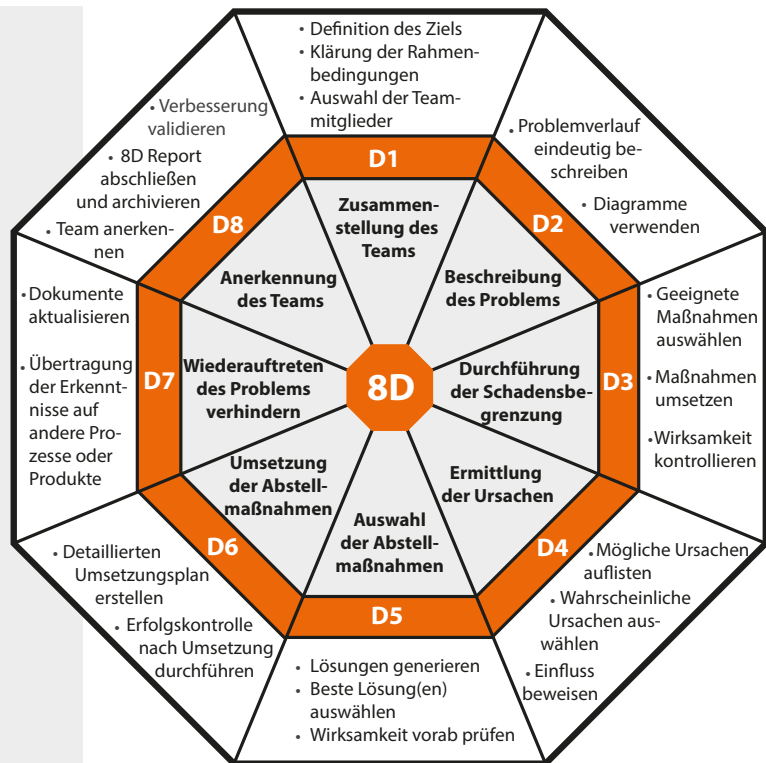 • Definition des Ziels
• Klärung der Rahmen-
bedingungen
• Auswahl der Team-
mitglieder
D1
Zusammen-
stellung des
Teams
• Problemverlauf
eindeutig be-
schreiben
• Diagramme
verwenden
D2
Beschreibung
des Problems
• Geeignete
Maßnahmen
auswählen
• Maßnahmen
umsetzen
• Wirksamkeit
kontrollieren
D3
Durchführung
der Schadensbe-
grenzung
• Mögliche Ursachen
auflisten
• Wahrscheinliche
Ursachen aus-
wählen
• Einfluss
beweisen
D4
Ermittlung
der Ursachen
• Lösungen generieren
• Beste Lösung(en)
auswählen
• Wirksamkeit vorab prüfen
D5
Auswahl
der Abstell-
maßnahmen
• Detaillierten
Umsetzungsplan
erstellen
• Erfolgskontrolle
nach Umsetzung
durchführen
D6
Umsetzung
der Abstell-
maßnahmen
• Dokumente
aktualisieren
• Übertragung
der Erkennt-
nisse auf
andere Pro-
zesse oder
Produkte
D7
Wiederauftreten
des Problems
verhindern
• Verbesserung
validieren
• 8D Report
abschließen
und archivieren
• Team anerken-
nen
D8
Anerkennung
des Teams
8D